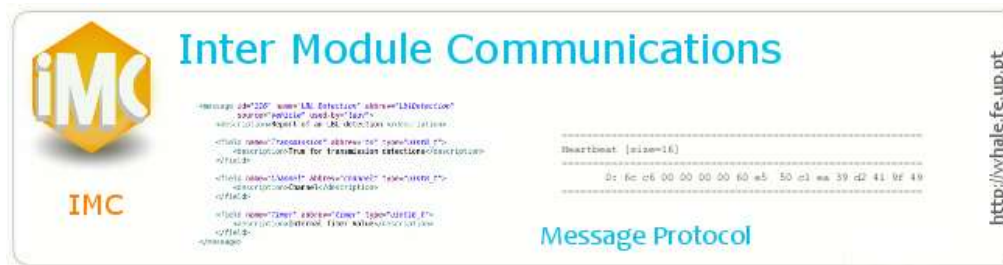 iMC
Inter Module Communications
<message id="116" name="LBL Detection" abbrev="LblDetection"
source="vehicle" used-by="lauv">
<description>Report of an LBL detection.</description>
<field name="Transmission" abbrev="tx" type="uint8_t">
<description>True for transmission detections</description>
</field>
<field name="Channel" abbrev="channel" type="uint8_t">
<description>Channel</description>
</field>
<field name="Timer" abbrev="timer" type="uint16_t">
<description>Internal timer value</description>
</field>
</message>
Heartbeat [size=16]
0: 6c c6 00 00 00 00 60 e5 50 c1 ea 39 d2 41 9f 49
IMC
Message Protocol
http://whale.fe.up.pt